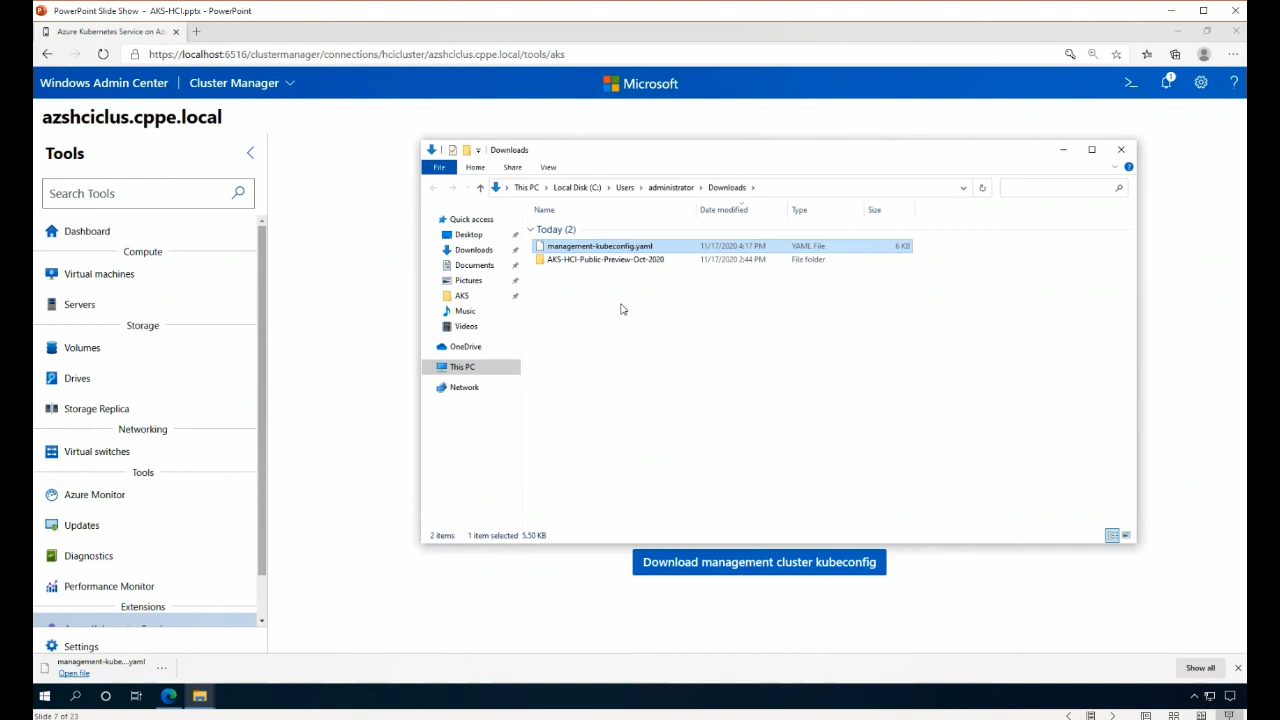 PowerPoint Slide Show - AKS-HCI.pptx - PowerPoint
Azure Kubernetes Service on Az
https://localhost:6516/clustermanager/connections/hcicluster/azshciclus.cppe.local/tools/aks
Windows Admin Center Cluster Manager
Microsoft
1
azshciclus.cppe.local
Tools
Search Tools
Dashboard
Compute
Virtual machines
Servers
Storage
Volumes
Drives
Storage Replica
Networking
Virtual switches
Tools
Azure Monitor
Updates
Diagnostics
Performance Monitor
Extensions
Settings
Downloads
File Home Share View
This PC Local Disk (C:) Users administrator Downloads
Name Date modified Type Size
Quick access
Desktop
Downloads
Documents
Pictures
AKS
Music
Videos
OneDrive
This PC
Network
Today (2)
management-kubeconfig.yaml 11/17/2020 4:17 PM YAML File 6 KB
AKS-HCI-Public-Preview-Oct-2020 11/17/2020 2:44 PM File folder
2 items 1 item selected 5.50 KB
Download management cluster kubeconfig
management-kube....yaml
Open file
Show all
Slide 7 of 23